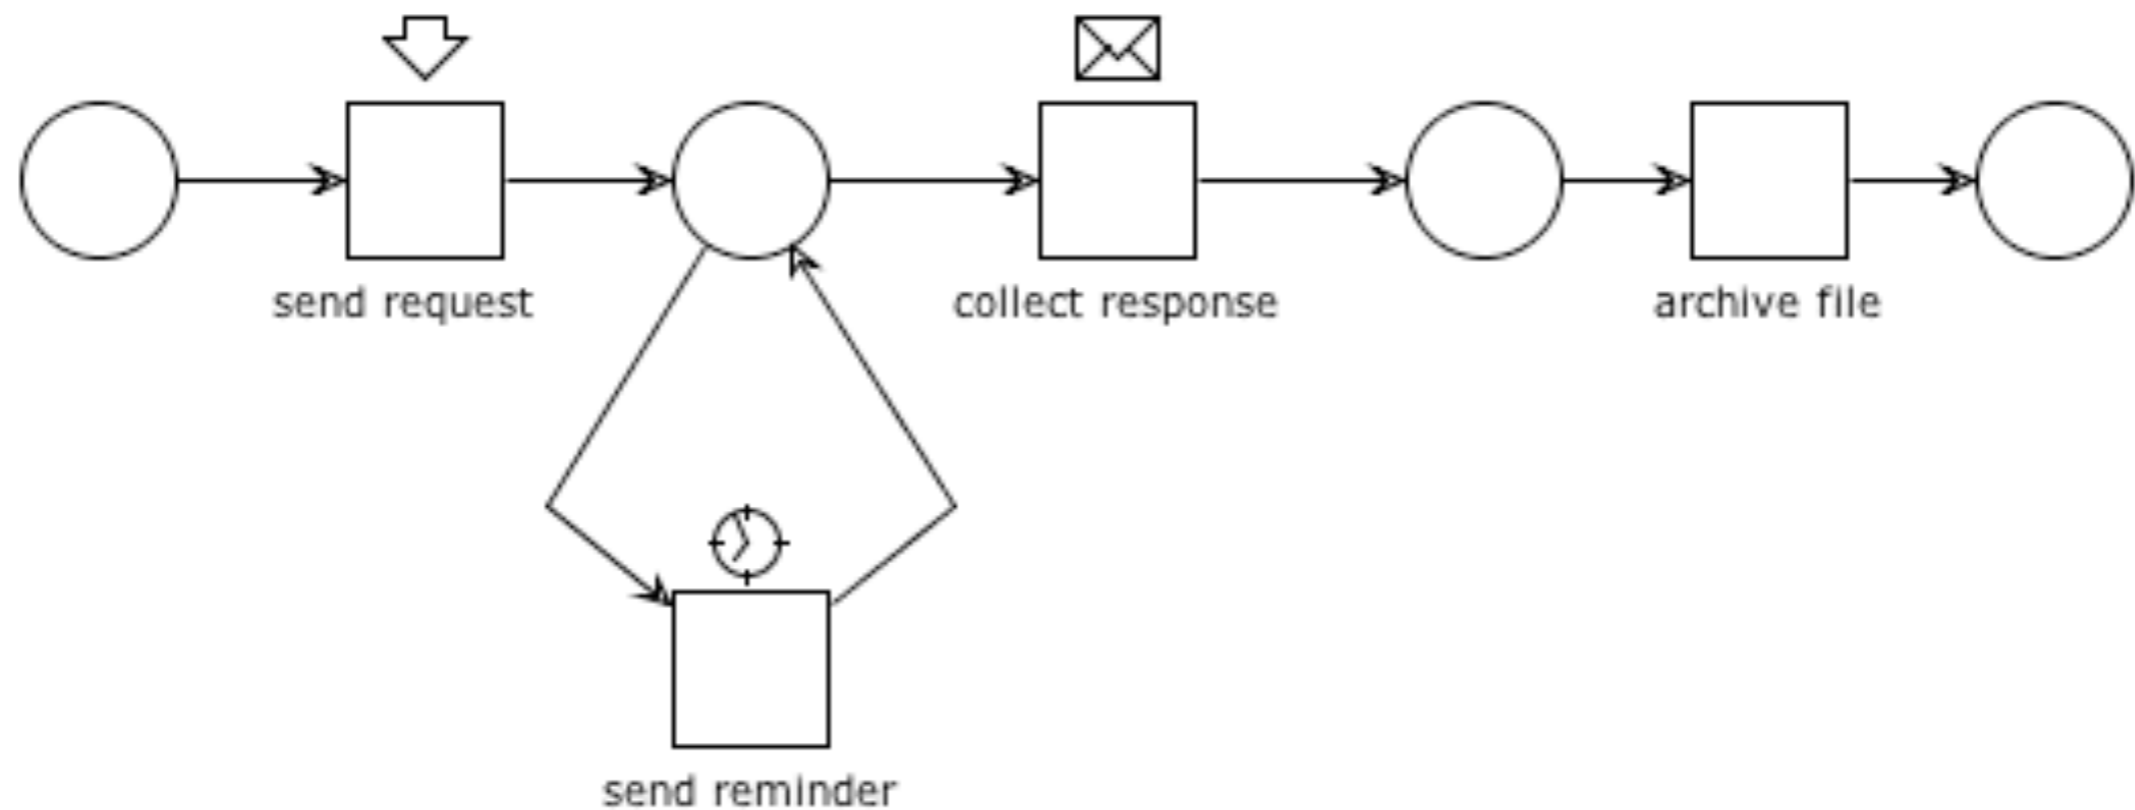 send request
collect response
archive file
send reminder